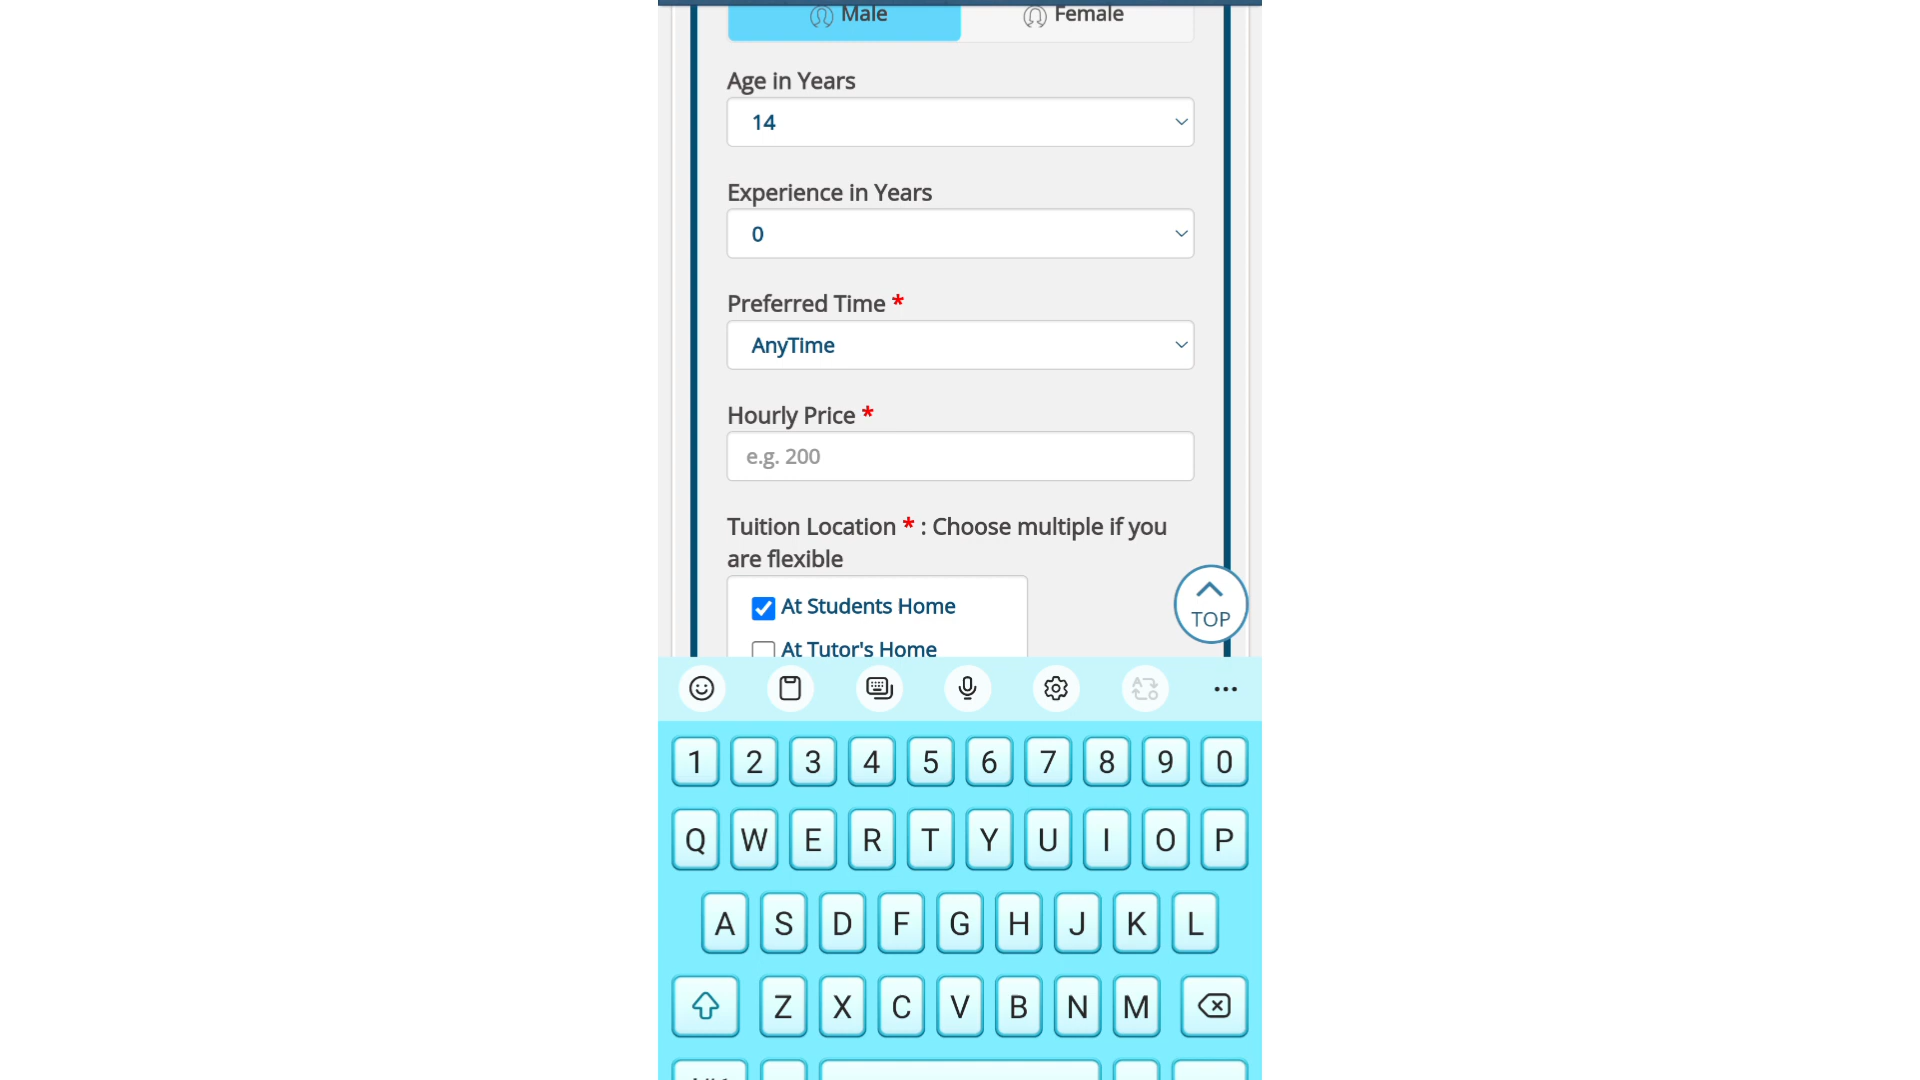 Male Female
Age in Years
14
Experience in Years
0
Preferred Time *
AnyTime
Hourly Price *
e.g. 200
Tuition Location * : Choose multiple if you
are flexible
At Students Home
TOP
At Tutor's Home
1 2 3 4 5 6 7 8 9 0
Q W E R T Y U I O P
A S D F G H J K L
Z X C V B N M